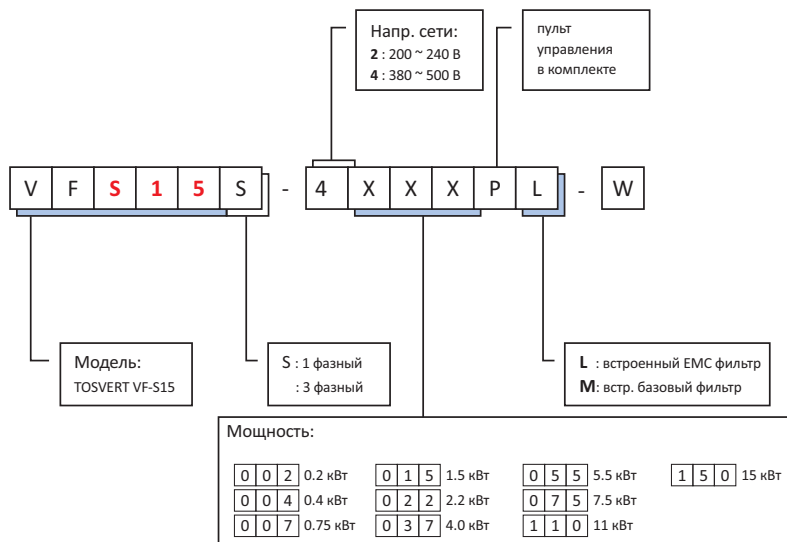 Напр. сети:
2 : 200 ~ 240 В
4 : 380 ~ 500 В
пульт
управления
в комплекте
V F S 1 5 S - 4 X X X P L - W
Модель:
TOSVERT VF-S15
S : 1 фазный
: 3 фазный
L : встроенный EMC фильтр
M: встр. базовый фильтр
Мощность:
0 0 2 0.2 кВт 0 1 5 1.5 кВт 0 5 5 5.5 кВт 1 5 0 15 кВт
0 0 4 0.4 кВт 0 2 2 2.2 кВт 0 7 5 7.5 кВт
0 0 7 0.75 кВт 0 3 7 4.0 кВт 1 1 0 11 кВт